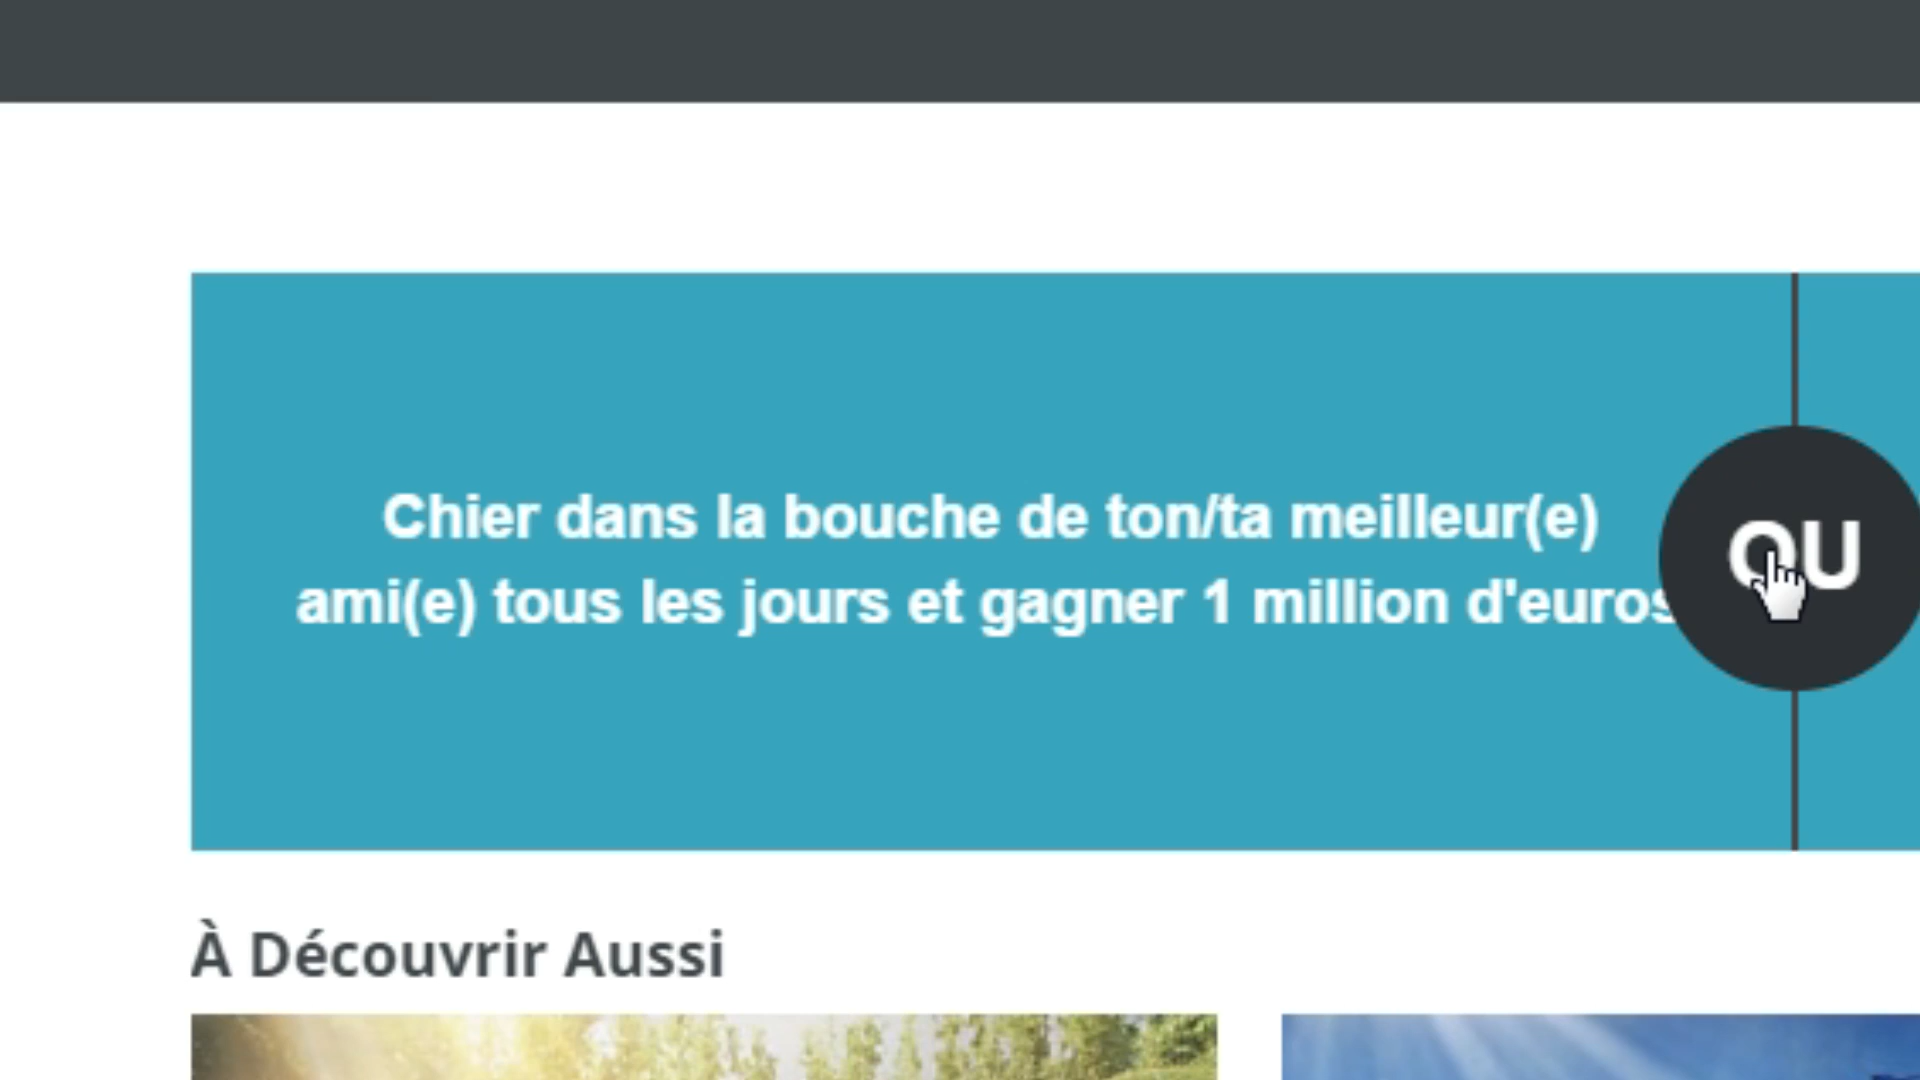 Chier dans la bouche de ton/ta meilleur(e)
ami(e) tous les jours et gagner 1 million d'euros
OU
À Découvrir Aussi